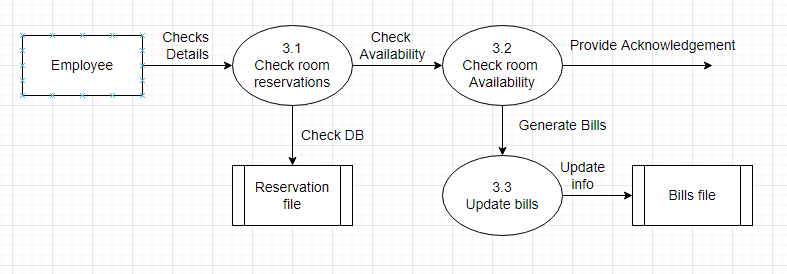 Employee
Checks
Details
3.1
Check room
reservations
Check
Availability
3.2
Check room
Availability
Provide Acknowledgement
Check DB
Generate Bills
Reservation
file
3.3
Update bills
Update
info
Bills file